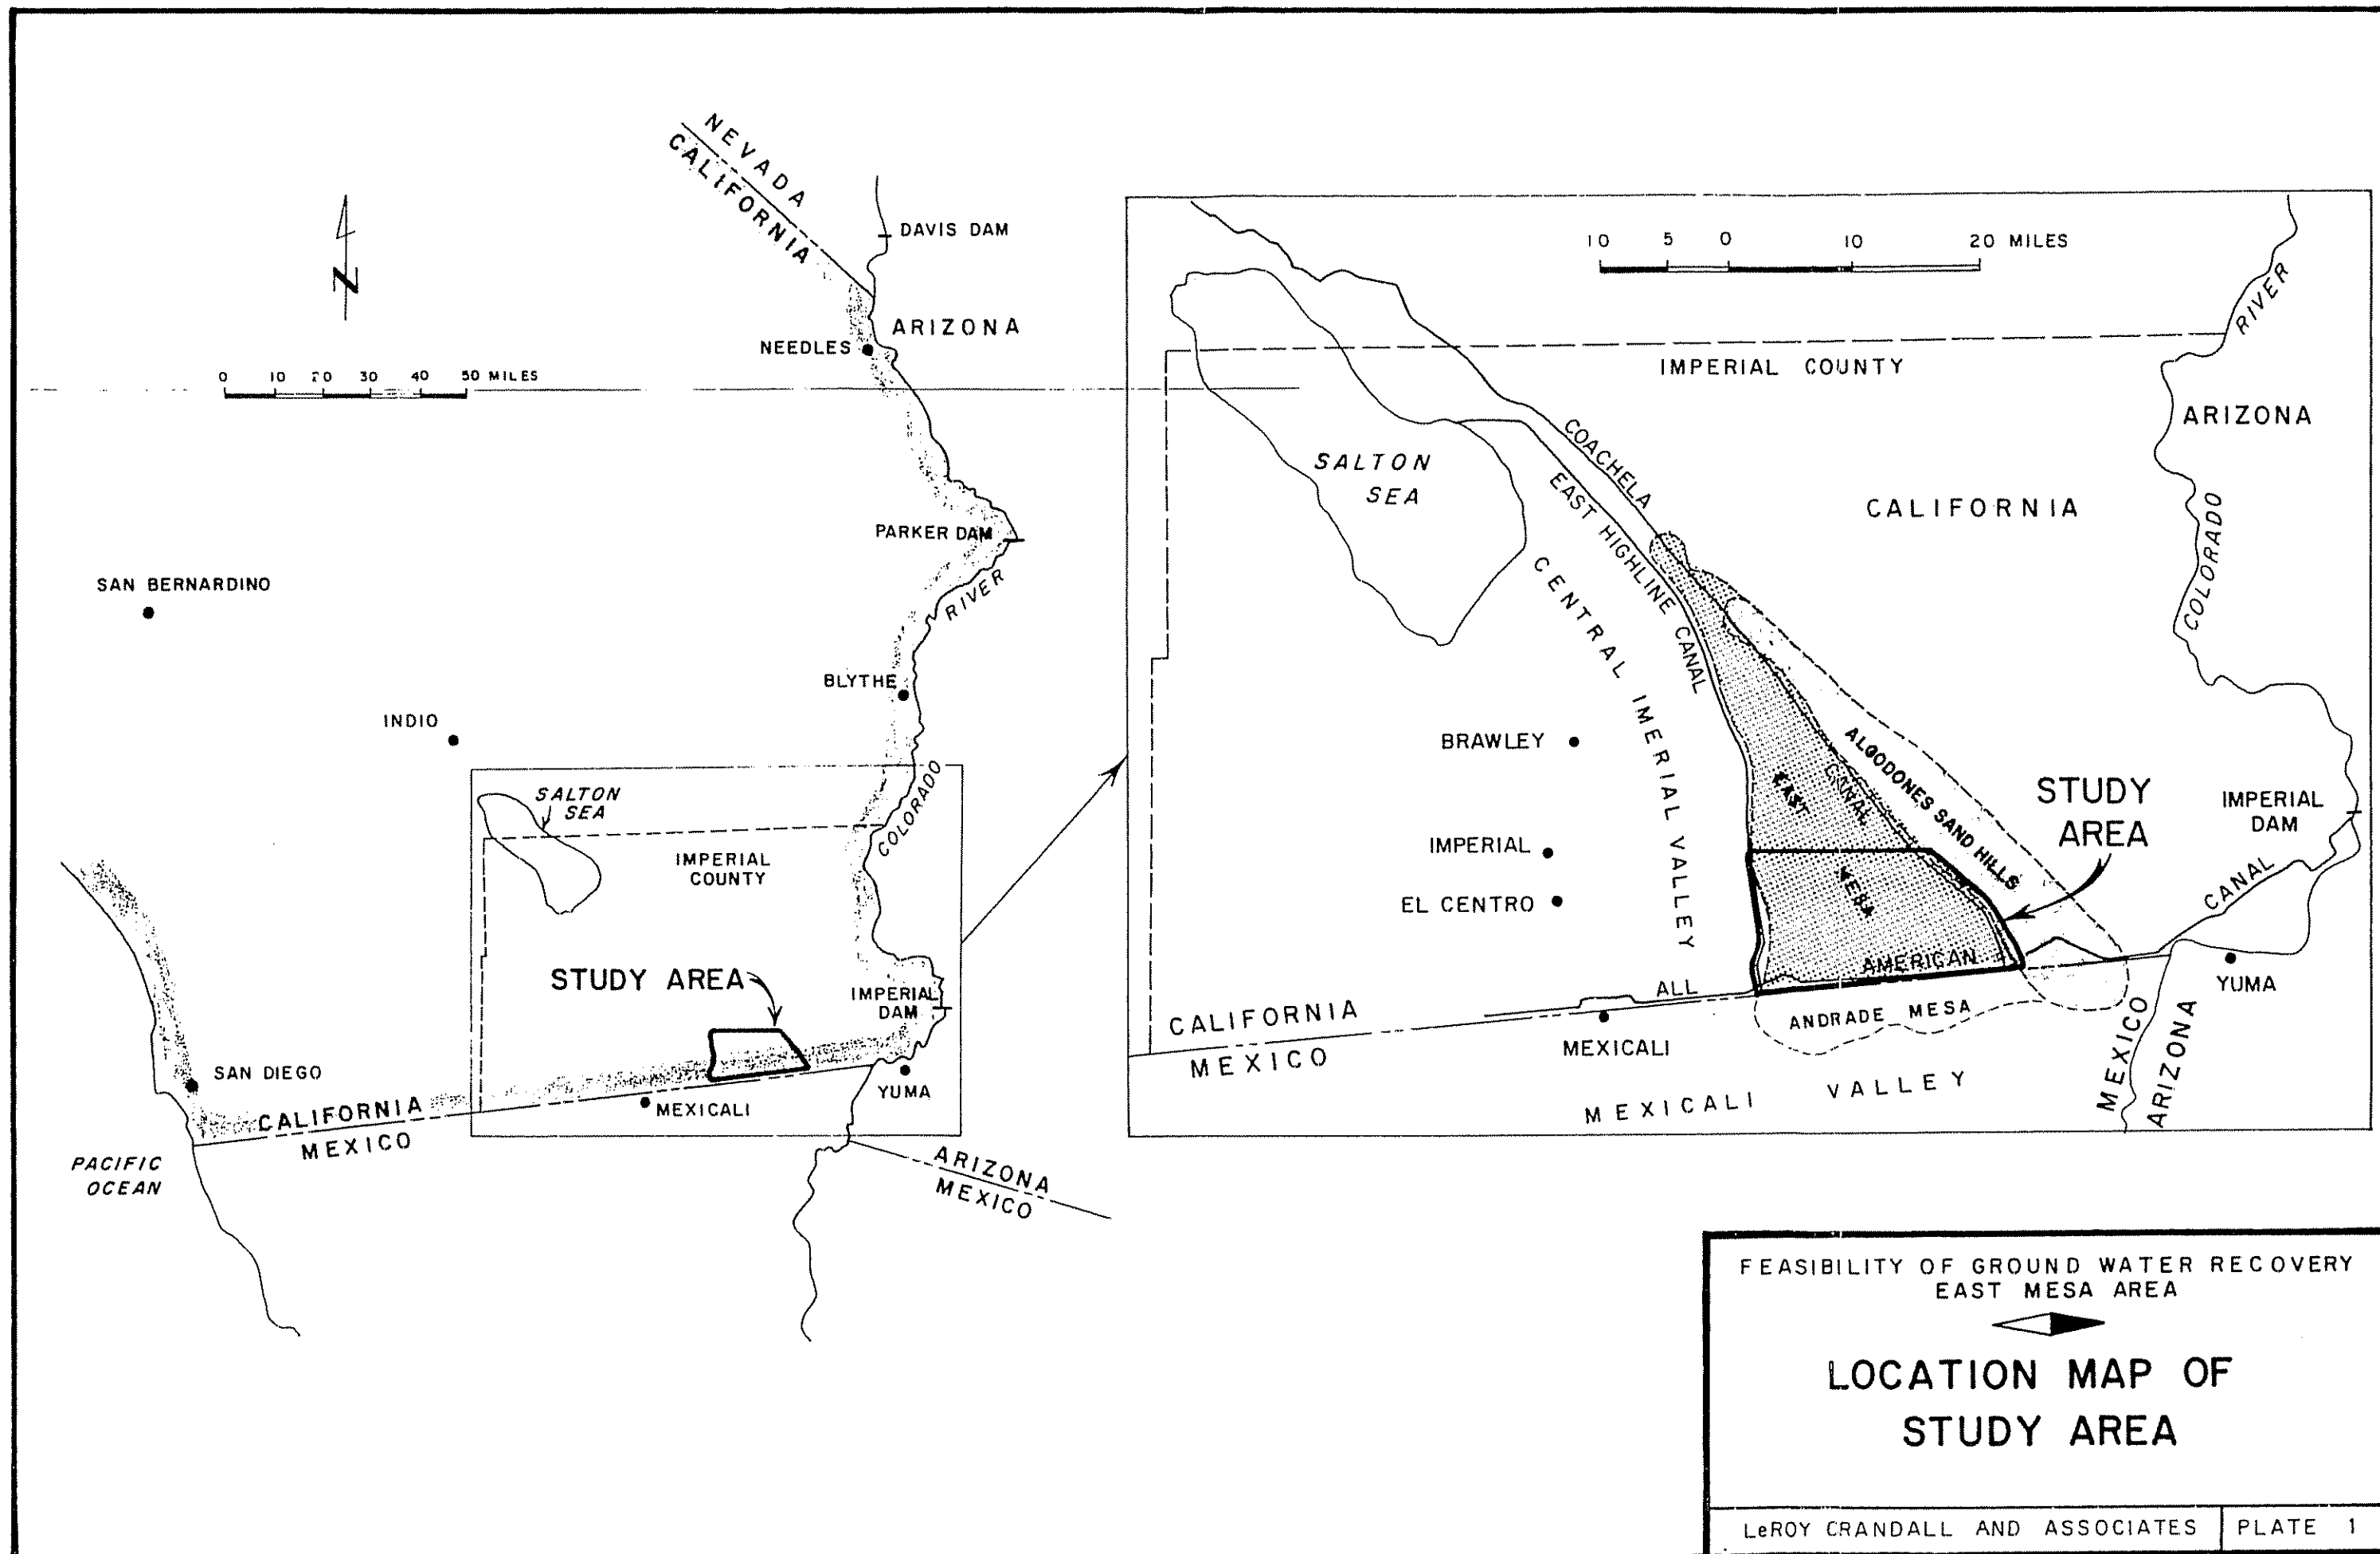 NEVADA
CALIFORNIA
DAVIS DAM
ARIZONA
NEEDLES
N
0 10 20 30 40 50 MILES
PARKER DAM
SAN BERNARDINO
RIVER
BLYTHE
INDIO
COLORADO
SALTON
SEA
IMPERIAL
COUNTY
STUDY AREA
IMPERIAL
DAM
SAN DIEGO
CALIFORNIA
MEXICO
MEXICALI
YUMA
PACIFIC
OCEAN
ARIZONA
MEXICO
10 5 0 10 20 MILES
RIVER
IMPERIAL COUNTY
ARIZONA
COACHELA
SALTON
SEA
EAST HIGHLINE CANAL
CALIFORNIA
COLORADO
CENTRAL IMERIAL VALLEY
BRAWLEY
ALGODONES SAND HILLS
CANAL
EAST
MESA
STUDY
AREA
IMPERIAL
DAM
IMPERIAL
EL CENTRO
CANAL
AMERICAN
ALL
YUMA
CALIFORNIA
MEXICO
ANDRADE MESA
MEXICALI
MEXICO
ARIZONA
MEXICALI VALLEY
FEASIBILITY OF GROUND WATER RECOVERY
EAST MESA AREA
LOCATION MAP OF
STUDY AREA
LeROY CRANDALL AND ASSOCIATES
PLATE 1